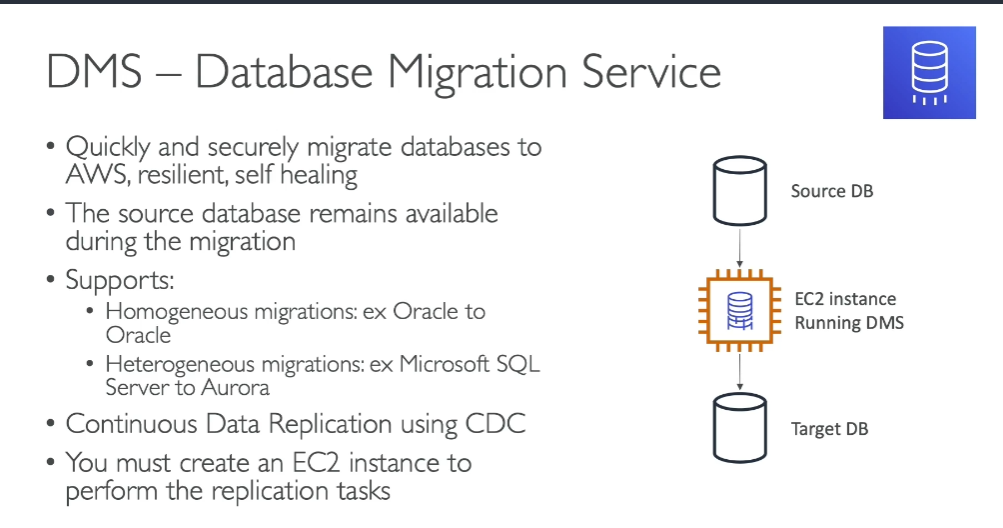 DMS – Database Migration Service
• Quickly and securely migrate databases to
AWS, resilient, self healing
• The source database remains available
during the migration
• Supports:
• Homogeneous migrations: ex Oracle to
Oracle
• Heterogeneous migrations: ex Microsoft SQL
Server to Aurora
• Continuous Data Replication using CDC
• You must create an EC2 instance to
perform the replication tasks
Source DB
EC2 instance
Running DMS
Target DB